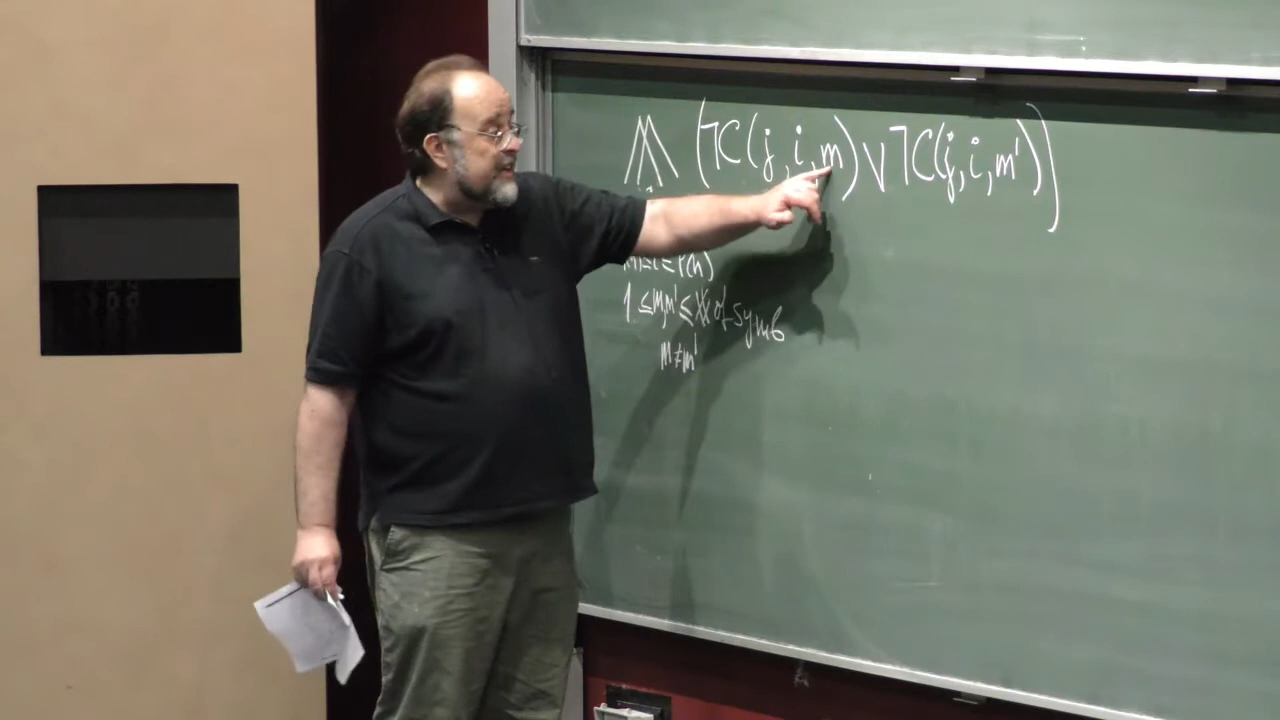 ⋀⋀ (¬C(j,i,m) ∨ ¬C(j,i,m'))]
≤i≤P(n)
1≤m,m'≤# of symb
m≠m'